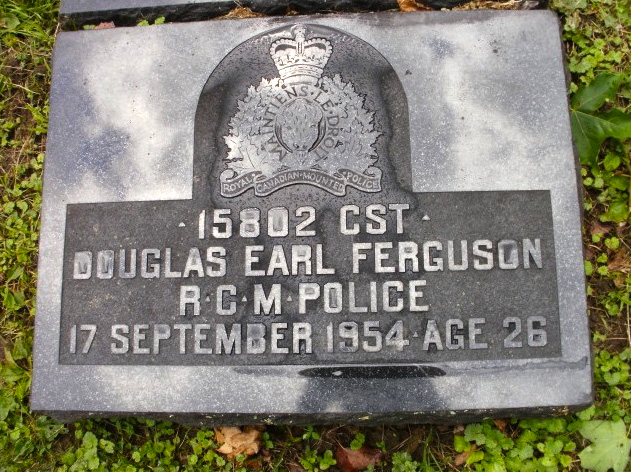 MAINTIENS·LE·DROIT
ROYAL CANADIAN·MOUNTED POLICE
·15802 CST·
DOUGLAS EARL FERGUSON
R·C·M·POLICE
17 SEPTEMBER 1954·AGE 26